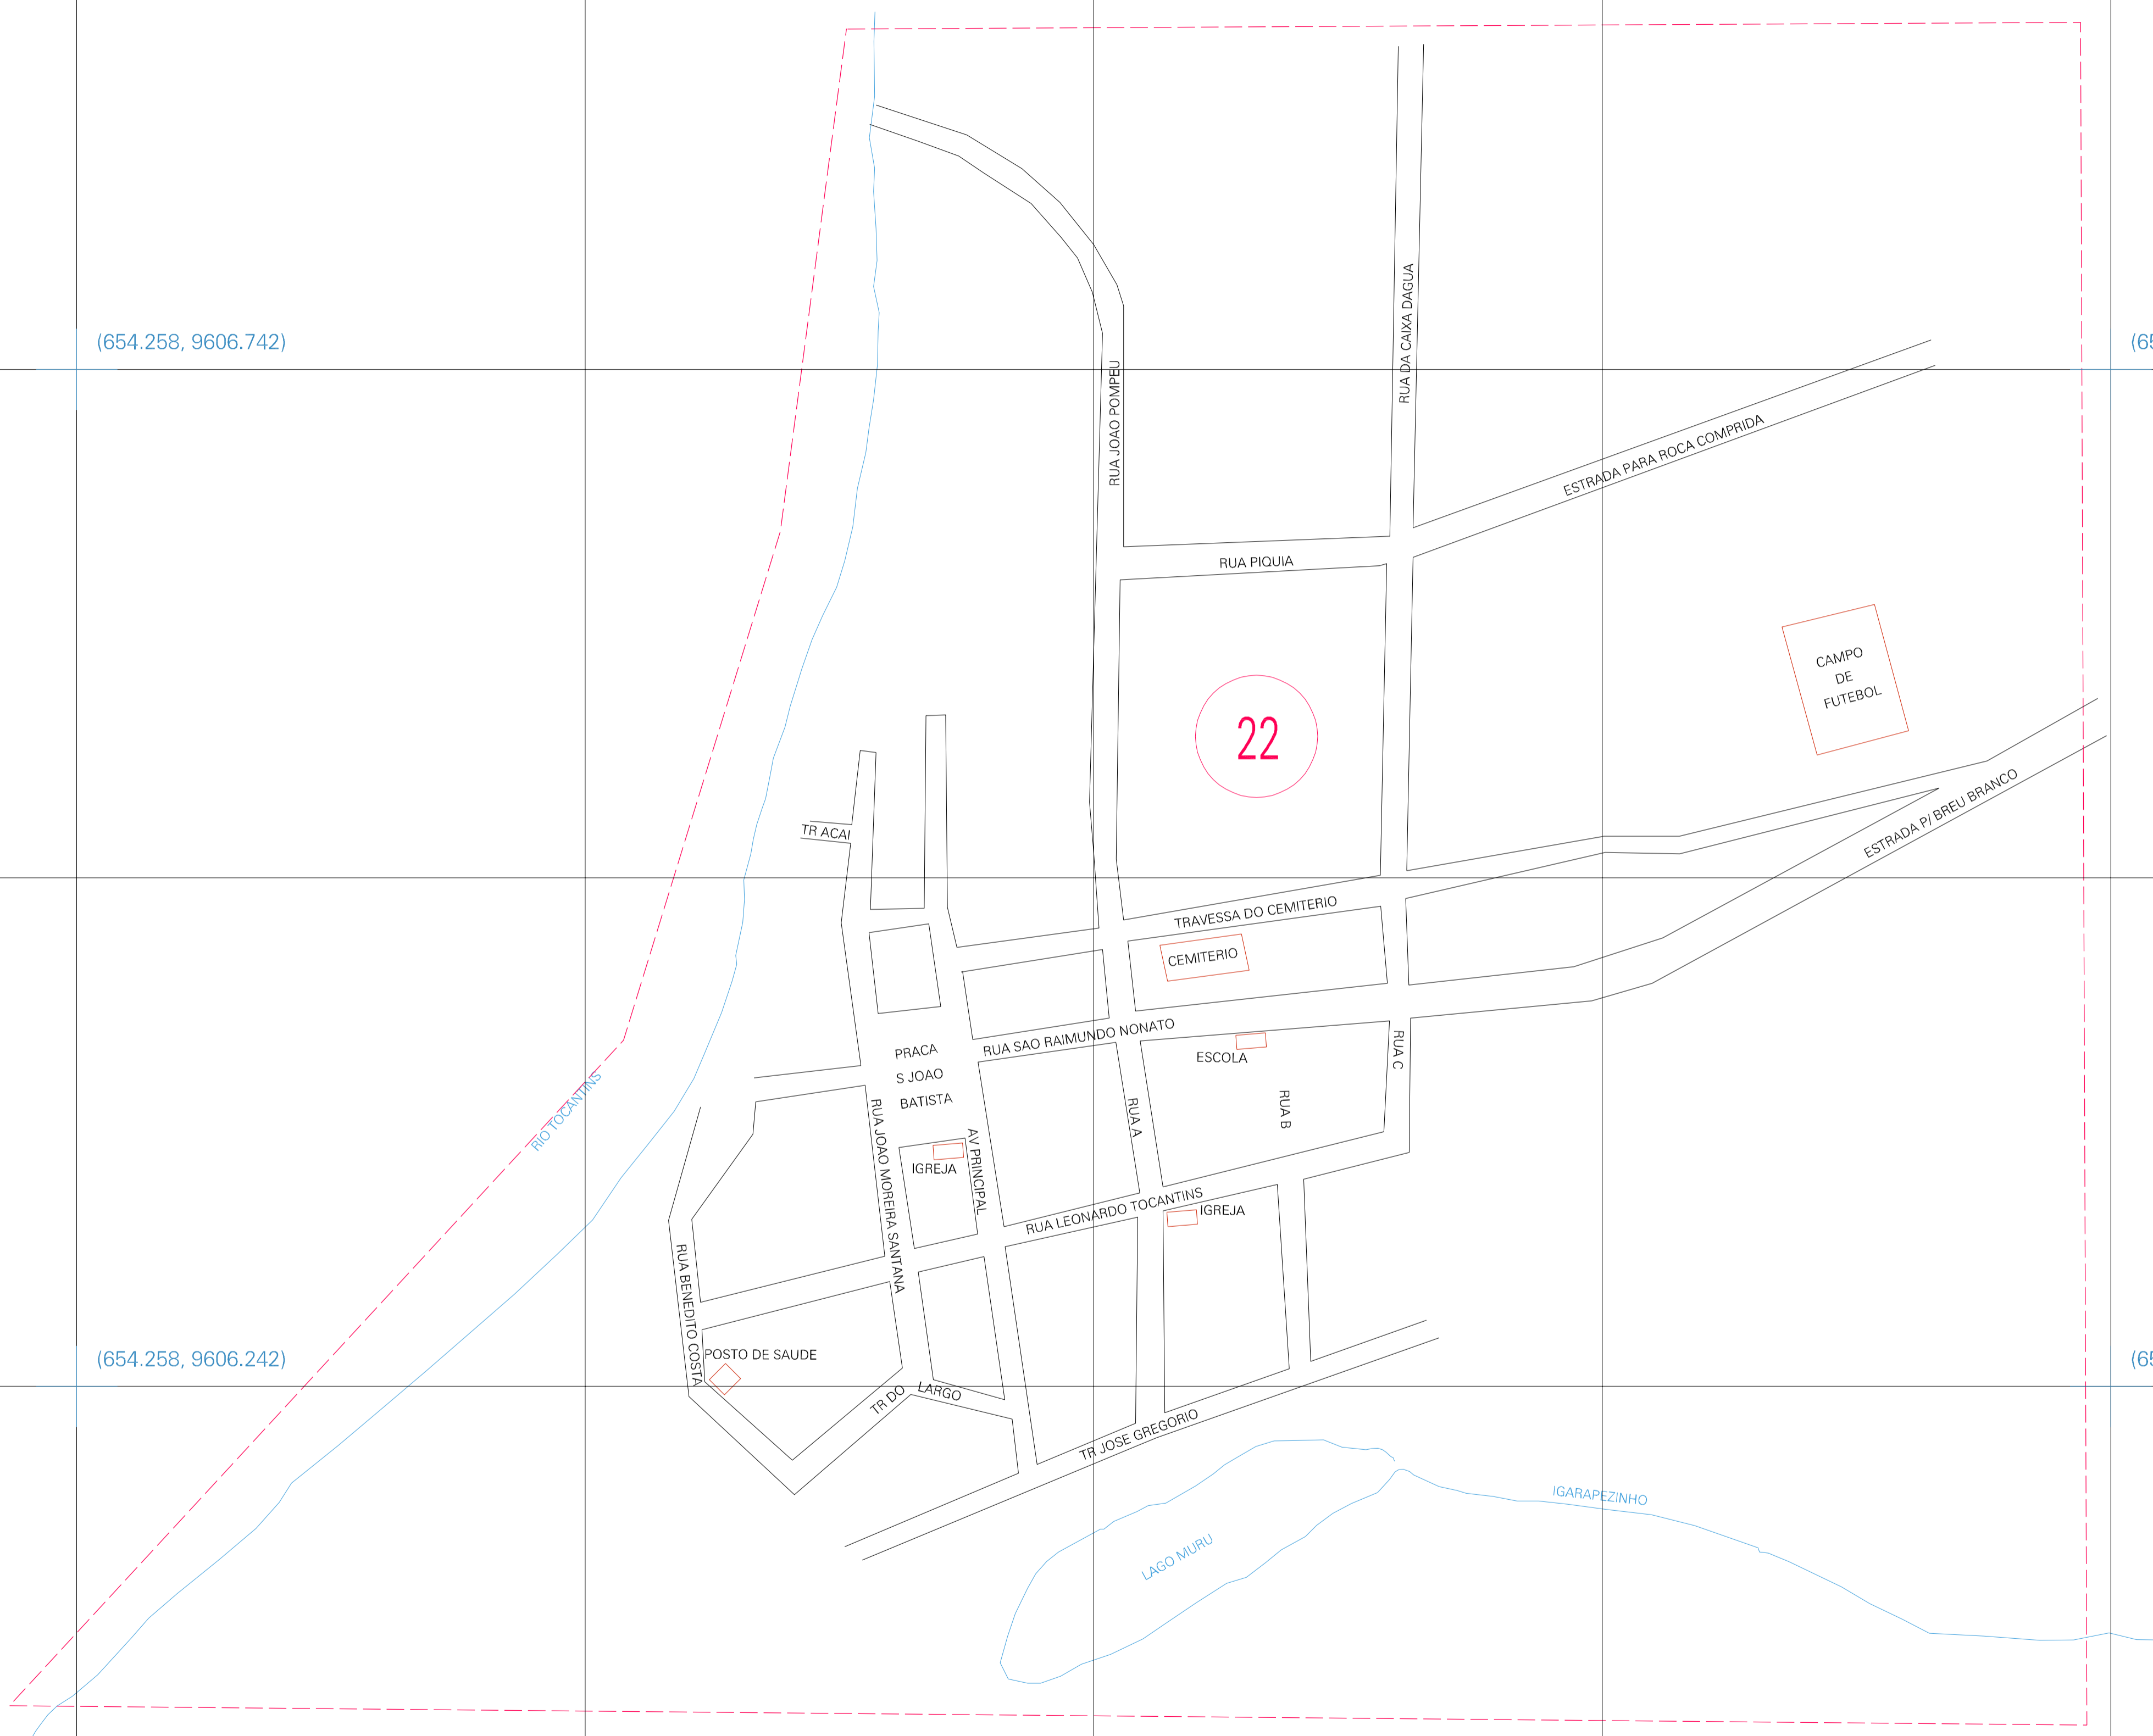 (654.258, 9606.742)
(65
RUA DA CAIXA DAGUA
RUA JOAO POMPEU
ESTRADA PARA ROCA COMPRIDA
RUA PIQUIA
CAMPO
DE
FUTEBOL
22
ESTRADA P/ BREU BRANCO
TR ACAI
TRAVESSA DO CEMITERIO
CEMITERIO
RUA SAO RAIMUNDO NONATO
ESCOLA
RUA C
PRACA
S JOAO
BATISTA
RUA B
RUA A
RIO TOCANTINS
RUA JOAO MOREIRA SANTANA
AV PRINCIPAL
IGREJA
RUA LEONARDO TOCANTINS
IGREJA
RUA BENEDITO COSTA
(654.258, 9606.242)
(65
POSTO DE SAUDE
TR DO
LARGO
TR JOSE GREGORIO
IGARAPEZINHO
LAGO MURU